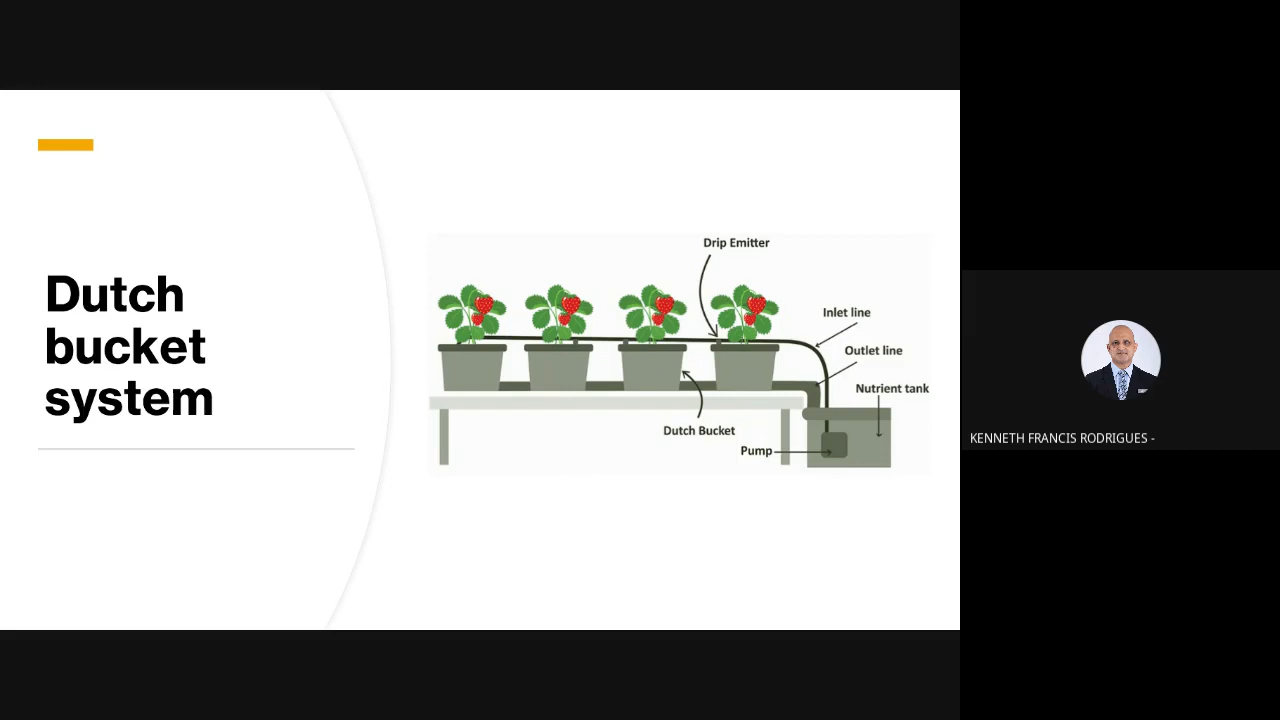 Dutch
bucket
system
Drip Emitter
Inlet line
Outlet line
Nutrient tank
Dutch Bucket
Pump
KENNETH FRANCIS RODRIGUES -